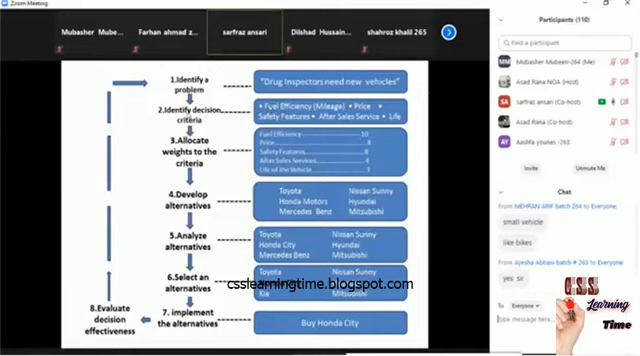 Zoom Meeting
Mubasher Mube...
Farhan ahmad z...
sarfraz ansari
Dilshad Hussain...
shahroz khalil 265
1.Identify a problem
"Drug Inspectors need new vehicles"
2.Identify decision criteria
• Fuel Efficiency (Mileage) • Price •
Safety Features • After Sales Service • Life
3.Allocate weights to the criteria
Fuel Efficiency 10
Price 8
Safety Features 8
After Sales Services 4
Life of the Vehicle 3
4.Develop alternatives
Toyota Nissan Sunny
Honda Motors Hyundai
Mercedes Benz Mitsubishi
5.Analyze alternatives
Toyota Nissan Sunny
Honda City Hyundai
Mercedes Benz Mitsubishi
6.Select an alternatives
Toyota Nissan Sunny
Kia Mitsubishi
csslearningtime.blogspot.com
7. implement the alternatives
Buy Honda City
8.Evaluate decision effectiveness
Participants (110)
Find a participant
MM Mubasher Mubeen-264 (Me)
Asad Rana NOA (Host)
SA sarfraz ansari (Co-host)
Asad Rana (Co-host)
AY Aashfa younas -263
Invite
Unmute Me
Chat
From MEHRAN ARIF batch 264 to Everyone:
small vehicle
like bikes
From Ayesha Abitani batch # 263 to Everyone:
yes sir
To Everyone
Type message here...
CSS
Learning
Time